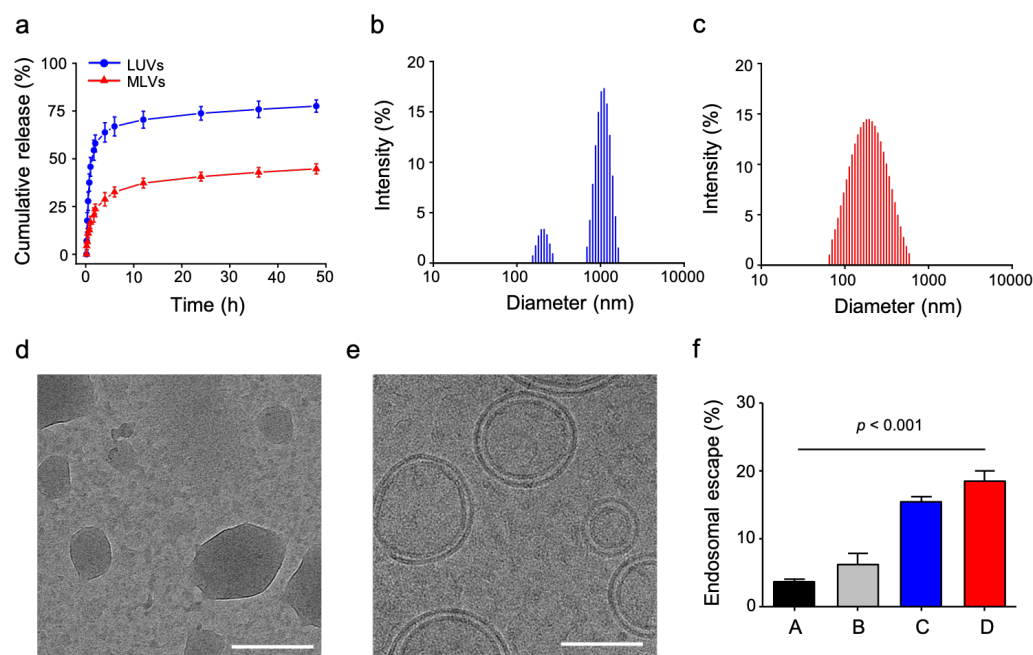 a
Cumulative release (%)
100
75
50
25
0
LUVs
MLVs
0
10
20
30
40
50
Time (h)
b
Intensity (%)
20
15
10
5
0
10
100
1000
10000
Diameter (nm)
c
Intensity (%)
20
15
10
5
0
10
100
1000
10000
Diameter (nm)
d
e
f
Endosomal escape (%)
30
20
10
0
p < 0.001
A
B
C
D